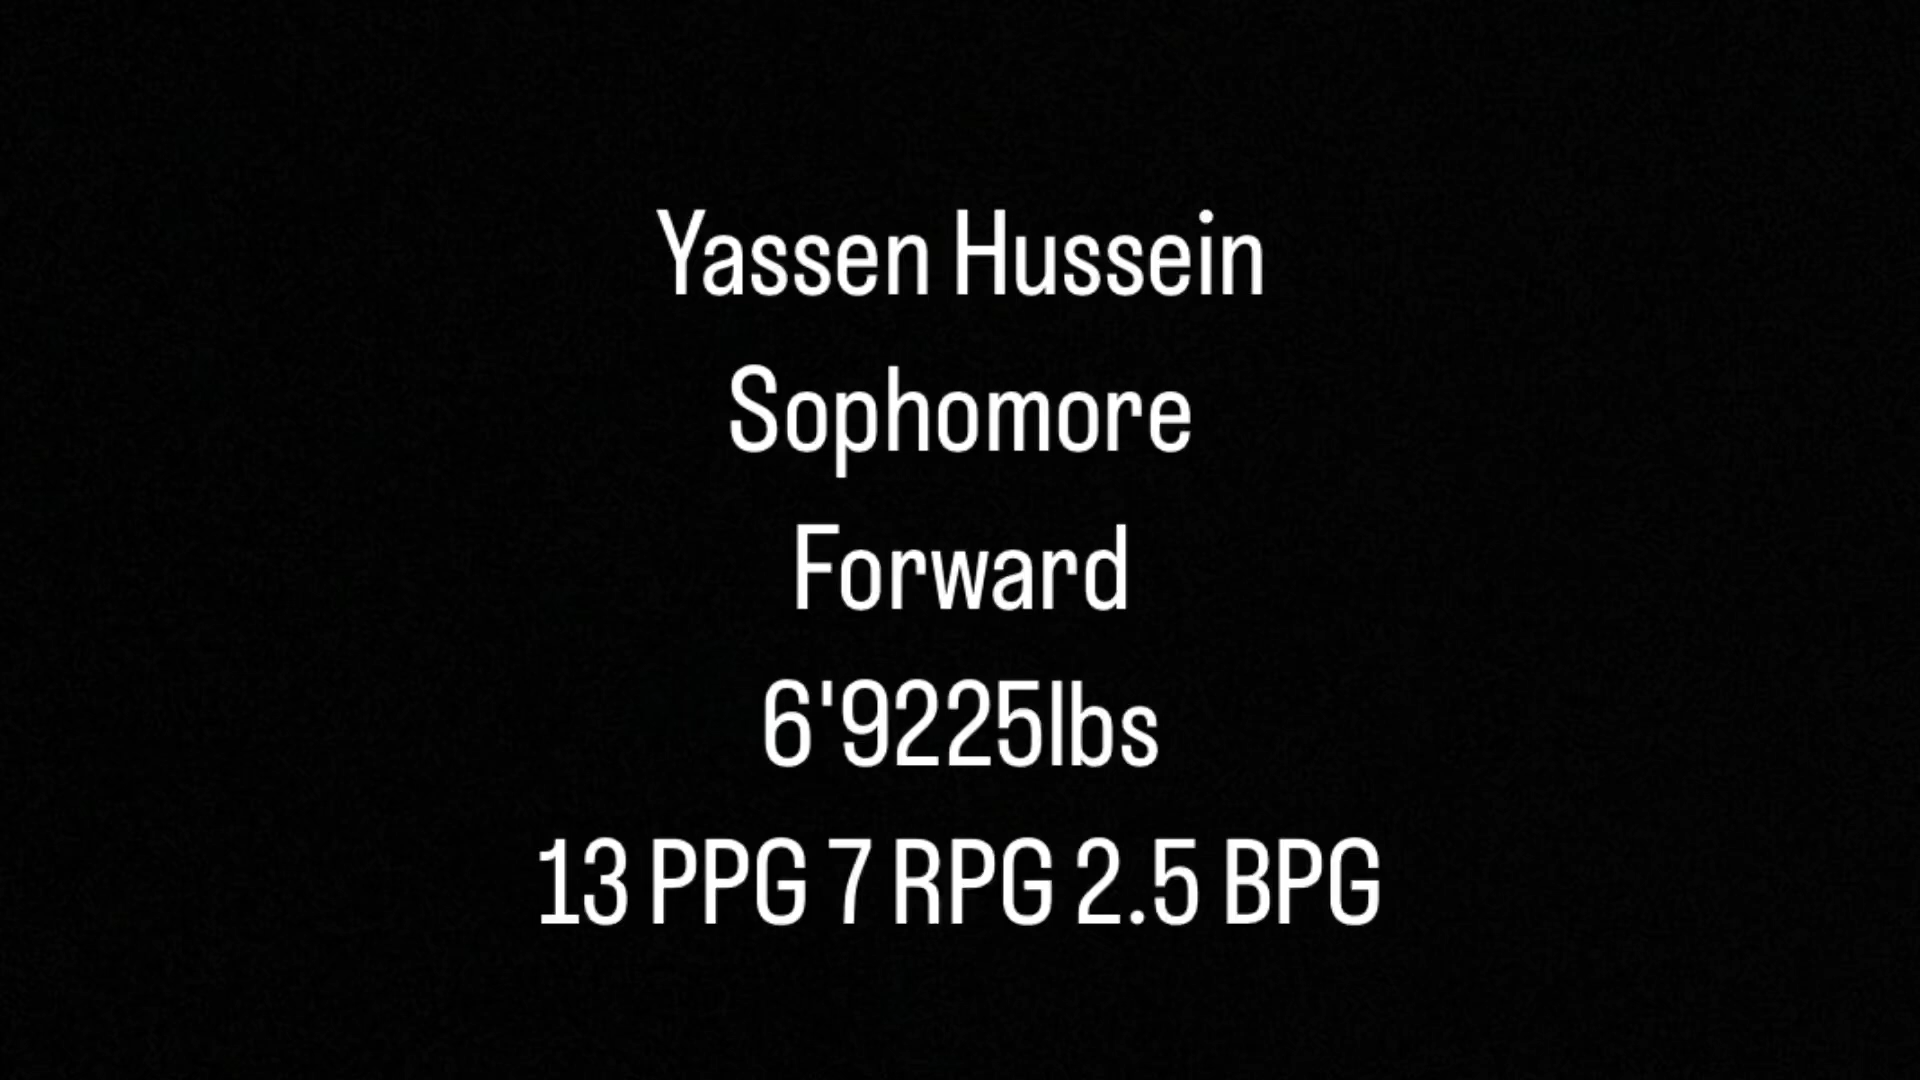 Yassen Hussein
Sophomore
Forward
6'9225lbs
13 PPG 7 RPG 2.5 BPG